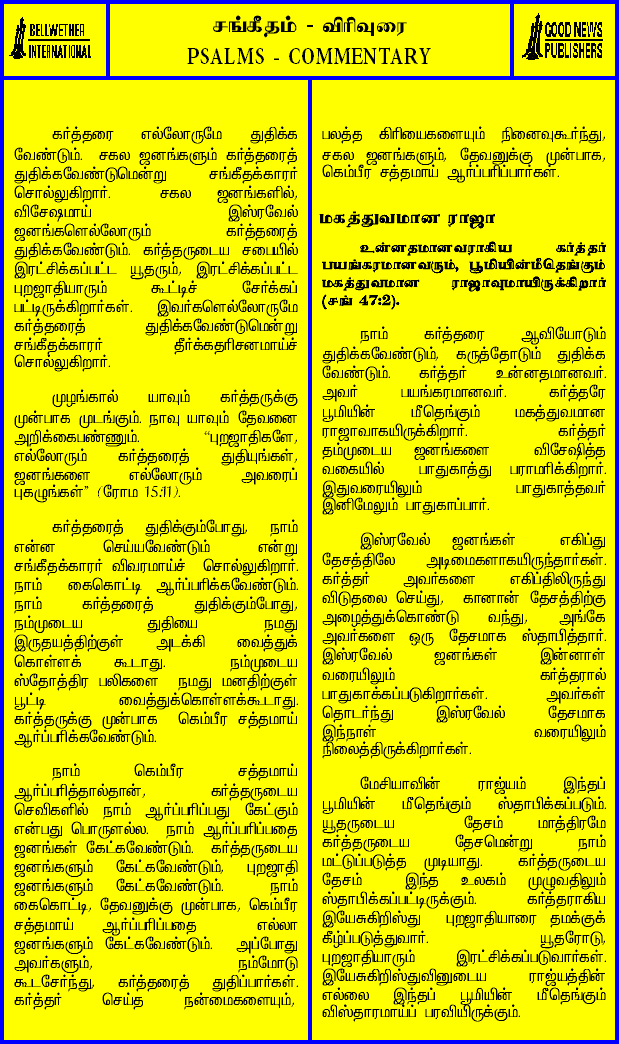 BELLWETHER
INTERNATIONAL
சங்கீதம் - விரிவுரை
PSALMS - COMMENTARY
GOOD NEWS
PUBLISHERS
கர்த்தரை எல்லோருமே துதிக்க
வேண்டும். சகல ஜனங்களும் கர்த்தரைத்
துதிக்கவேண்டுமென்று சங்கீதக்காரர்
சொல்லுகிறார். சகல ஜனங்களில்,
விசேஷமாய் இஸ்ரவேல்
ஜனங்களெல்லோரும் கர்த்தரைத்
துதிக்கவேண்டும். கர்த்தருடைய சபையில்
இரட்சிக்கப்பட்ட யூதரும், இரட்சிக்கப்பட்ட
புறஜாதியாரும் கூட்டிச் சேர்க்கப்
பட்டிருக்கிறார்கள். இவர்களெல்லோருமே
கர்த்தரைத் துதிக்கவேண்டுமென்று
சங்கீதக்காரர் தீர்க்கதரிசனமாய்ச்
சொல்லுகிறார்.
முழங்கால் யாவும் கர்த்தருக்கு
முன்பாக முடங்கும். நாவு யாவும் தேவனை
அறிக்கைபண்ணும். “புறஜாதிகளே,
எல்லோரும் கர்த்தரைத் துதியுங்கள்,
ஜனங்களை எல்லோரும் அவரைப்
புகழுங்கள்” (ரோம 15:11).
கர்த்தரைத் துதிக்கும்போது, நாம்
என்ன செய்யவேண்டும் என்று
சங்கீதக்காரர் விவரமாய்ச் சொல்லுகிறார்.
நாம் கைகொட்டி ஆர்ப்பரிக்கவேண்டும்.
நாம் கர்த்தரைத் துதிக்கும்போது,
நம்முடைய துதியை நமது
இருதயத்திற்குள் அடக்கி வைத்துக்
கொள்ளக் கூடாது. நம்முடைய
ஸ்தோத்திர பலிகளை நமது மனதிற்குள்
பூட்டி வைத்துக்கொள்ளக்கூடாது.
கர்த்தருக்கு முன்பாக கெம்பீர சத்தமாய்
ஆர்ப்பரிக்கவேண்டும்.
நாம் கெம்பீர சத்தமாய்
ஆர்ப்பரித்தால்தான், கர்த்தருடைய
செவிகளில் நாம் ஆர்ப்பரிப்பது கேட்கும்
என்பது பொருளல்ல. நாம் ஆர்ப்பரிப்பதை
ஜனங்கள் கேட்கவேண்டும். கர்த்தருடைய
ஜனங்களும் கேட்கவேண்டும், புறஜாதி
ஜனங்களும் கேட்கவேண்டும். நாம்
கைகொட்டி, தேவனுக்கு முன்பாக, கெம்பீர
சத்தமாய் ஆர்ப்பரிப்பதை எல்லா
ஜனங்களும் கேட்கவேண்டும். அப்போது
அவர்களும், நம்மோடு
கூடசேர்ந்து, கர்த்தரைத் துதிப்பார்கள்.
கர்த்தர் செய்த நன்மைகளையும்,
பலத்த கிரியைகளையும் நினைவுகூர்ந்து,
சகல ஜனங்களும், தேவனுக்கு முன்பாக,
கெம்பீர சத்தமாய் ஆர்ப்பரிப்பார்கள்.
மகத்துவமான ராஜா
உன்னதமானவராகிய கர்த்தர்
பயங்கரமானவரும், பூமியின்மீதெங்கும்
மகத்துவமான ராஜாவுமாயிருக்கிறார்
(சங் 47:2).
நாம் கர்த்தரை ஆவியோடும்
துதிக்கவேண்டும், கருத்தோடும் துதிக்க
வேண்டும். கர்த்தர் உன்னதமானவர்.
அவர் பயங்கரமானவர். கர்த்தரே
பூமியின் மீதெங்கும் மகத்துவமான
ராஜாவாகயிருக்கிறார். கர்த்தர்
தம்முடைய ஜனங்களை விசேஷித்த
வகையில் பாதுகாத்து பராமரிக்கிறார்.
இதுவரையிலும் பாதுகாத்தவர்
இனிமேலும் பாதுகாப்பார்.
இஸ்ரவேல் ஜனங்கள் எகிப்து
தேசத்திலே அடிமைகளாகயிருந்தார்கள்.
கர்த்தர் அவர்களை எகிப்திலிருந்து
விடுதலை செய்து, கானான் தேசத்திற்கு
அழைத்துக்கொண்டு வந்து, அங்கே
அவர்களை ஒரு தேசமாக ஸ்தாபித்தார்.
இஸ்ரவேல் ஜனங்கள் இன்னாள்
வரையிலும் கர்த்தரால்
பாதுகாக்கப்படுகிறார்கள். அவர்கள்
தொடர்ந்து இஸ்ரவேல் தேசமாக
இந்நாள் வரையிலும்
நிலைத்திருக்கிறார்கள்.
மேசியாவின் ராஜ்யம் இந்தப்
பூமியின் மீதெங்கும் ஸ்தாபிக்கப்படும்.
யூதருடைய தேசம் மாத்திரமே
கர்த்தருடைய தேசமென்று நாம்
மட்டுப்படுத்த முடியாது. கர்த்தருடைய
தேசம் இந்த உலகம் முழுவதிலும்
ஸ்தாபிக்கப்பட்டிருக்கும். கர்த்தராகிய
இயேசுகிறிஸ்து புறஜாதியாரை தமக்குக்
கீழ்ப்படுத்துவார். யூதரோடு,
புறஜாதியாரும் இரட்சிக்கப்படுவார்கள்.
இயேசுகிறிஸ்துவினுடைய ராஜ்யத்தின்
எல்லை இந்தப் பூமியின் மீதெங்கும்
விஸ்தாரமாய்ப் பரவியிருக்கும்.